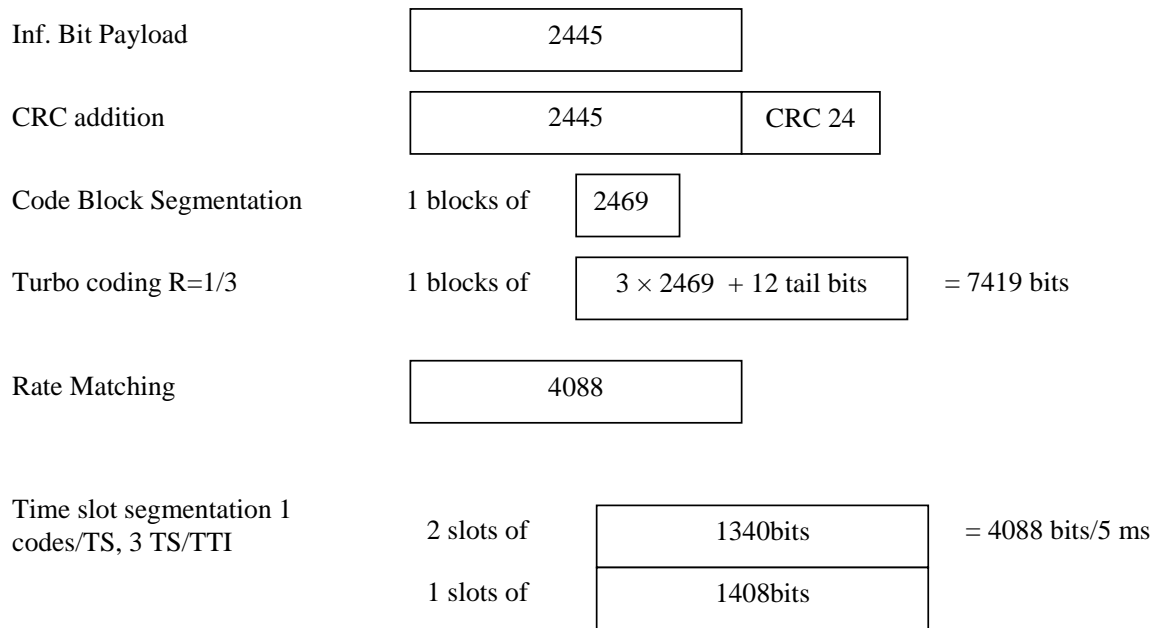 Inf. Bit Payload 2445
CRC addition 2445 CRC 24
Code Block Segmentation 1 blocks of 2469
Turbo coding R=1/3 1 blocks of 3 × 2469 + 12 tail bits = 7419 bits
Rate Matching 4088
Time slot segmentation 1
codes/TS, 3 TS/TTI 2 slots of 1340bits = 4088 bits/5 ms
1 slots of 1408bits